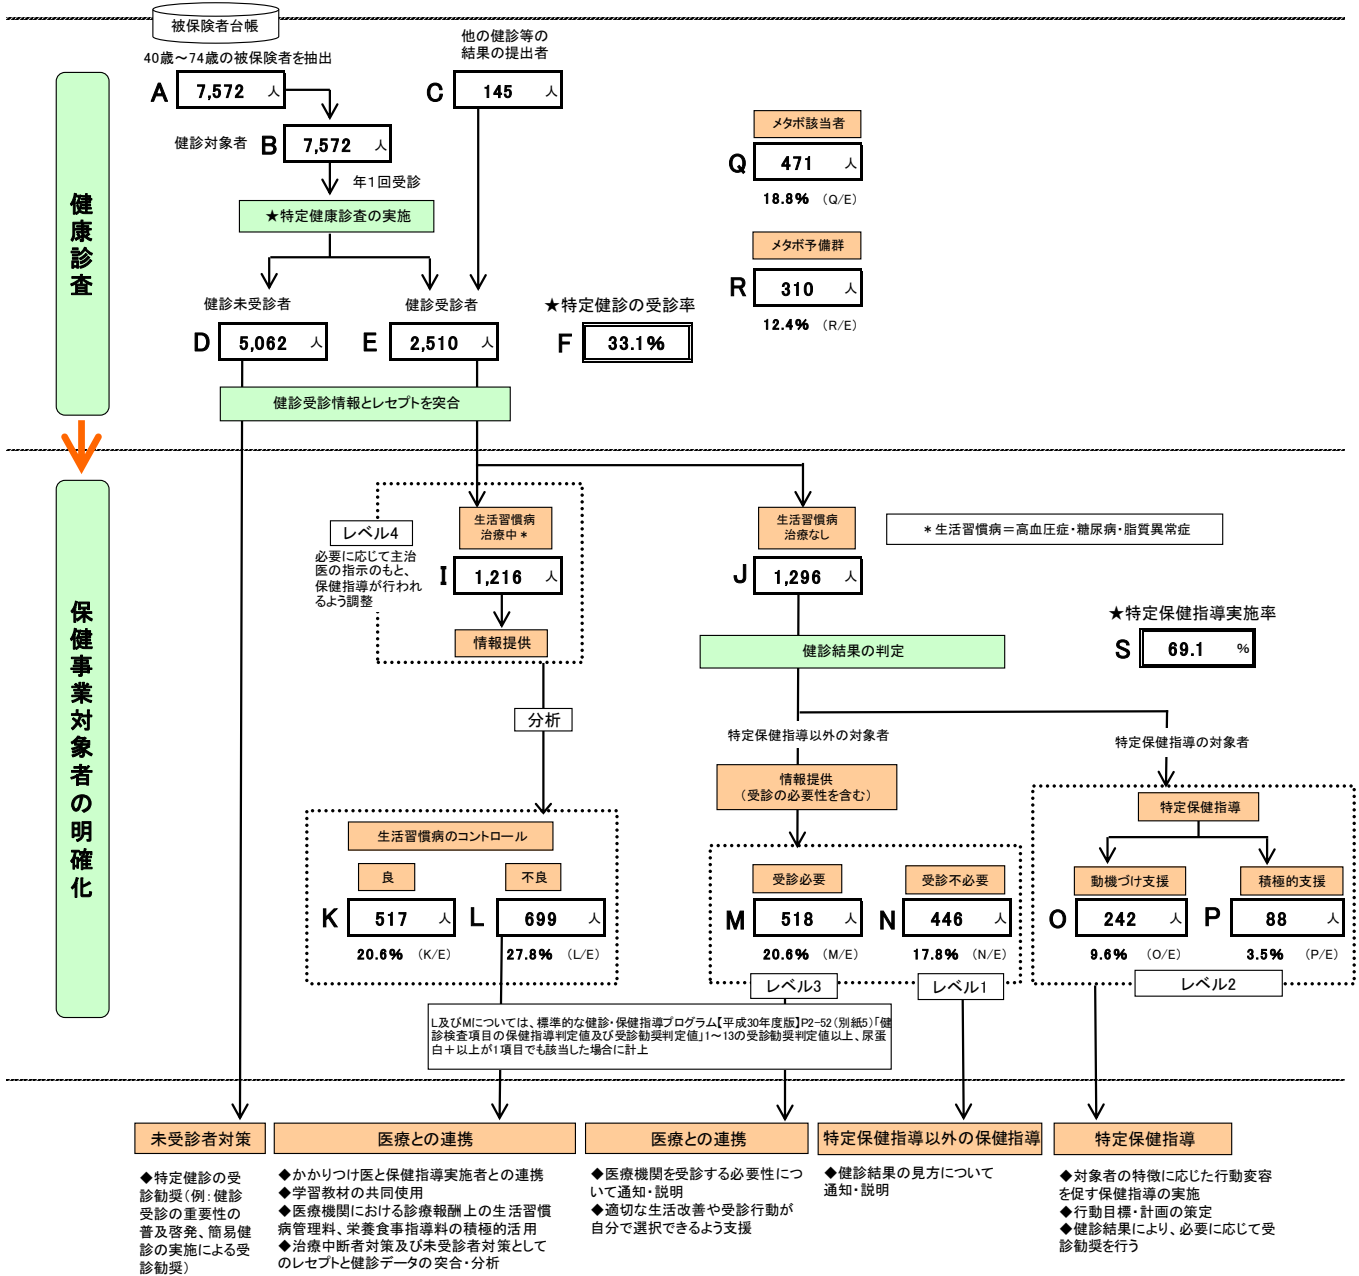 被保険者台帳
40歳～74歳の被保険者を抽出
A 7,572 人
他の健診等の
結果の提出者
C 145 人
健診対象者 B 7,572 人
年1回受診
★特定健康診査の実施
メタボ該当者
Q 471 人
18.8% (Q/E)
メタボ予備群
R 310 人
12.4% (R/E)
健康診査
健診未受診者
D 5,062 人
健診受診者
E 2,510 人
★特定健診の受診率
F 33.1%
健診受診情報とレセプトを突合
保健事業対象者の明確化
レベル4
必要に応じて主治
医の指示のもと、
保健指導が行われ
るよう調整
生活習慣病
治療中*
I 1,216 人
情報提供
生活習慣病
治療なし
J 1,296 人
*生活習慣病=高血圧症・糖尿病・脂質異常症
健診結果の判定
★特定保健指導実施率
S 69.1 %
分析
特定保健指導以外の対象者
特定保健指導の対象者
情報提供
(受診の必要性を含む)
特定保健指導
生活習慣病のコントロール
良
K 517 人
20.6% (K/E)
不良
L 699 人
27.8% (L/E)
受診必要
M 518 人
20.6% (M/E)
受診不必要
N 446 人
17.8% (N/E)
動機づけ支援
O 242 人
9.6% (O/E)
積極的支援
P 88 人
3.5% (P/E)
レベル3
レベル1
レベル2
L及びMについては、標準的な健診・保健指導プログラム【平成30年度版】P2-52(別紙5)「健
診検査項目の保健指導判定値及び受診勧奨判定値」1～13の受診勧奨判定値以上、尿蛋
白+以上が1項目でも該当した場合に計上
未受診者対策
◆特定健診の受
診勧奨(例:健診
受診の重要性の
普及啓発、簡易健
診の実施による受
診勧奨)
医療との連携
◆かかりつけ医と保健指導実施者との連携
◆学習教材の共同使用
◆医療機関における診療報酬上の生活習慣
病管理料、栄養食事指導料の積極的活用
◆治療中断者対策及び未受診者対策として
のレセプトと健診データの突合・分析
医療との連携
◆医療機関を受診する必要性につ
いて通知・説明
◆適切な生活改善や受診行動が
自分で選択できるよう支援
特定保健指導以外の保健指導
◆健診結果の見方について
通知・説明
特定保健指導
◆対象者の特徴に応じた行動変容
を促す保健指導の実施
◆行動目標・計画の策定
◆健診結果により、必要に応じて受
診勧奨を行う